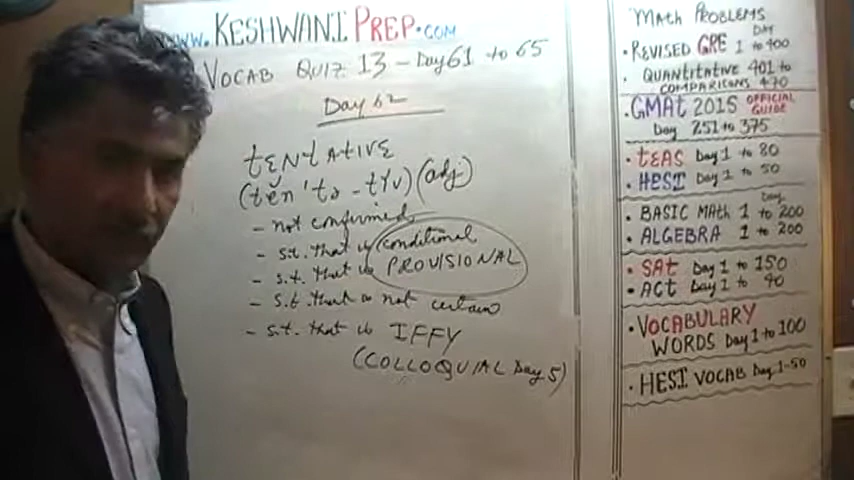 www.KESHWANIPREP.com
VOCAB QUIZ 13 - Day 61 to 65
Day 62
tENtAtIVE
(tĕn'tə-tĭv) (adj)
- not confirmed
- s.t. that is conditional
- s.t. that is PROVISIONAL
- s.t. that is not certain
- s.t. that is IFFY
(COLLOQUIAL Day 5)
MAtH PROBLEMS
DAY
• REVISED GRE 1 to 400
• QUANTITATIVE 401 to
COMPARISONS 470
• GMAt 2015 OFFICIAL GUIDE
Day 251 to 375
• tEAS Day 1 to 80
• HESI Day 1 to 50
Day
• BASIC MAtH 1 to 200
• ALGEBRA 1 to 200
• SAt Day 1 to 150
• ACt Day 1 to 40
• VOCABULARY
WORDS Day 1 to 100
• HESI VOCAB Day 1-50